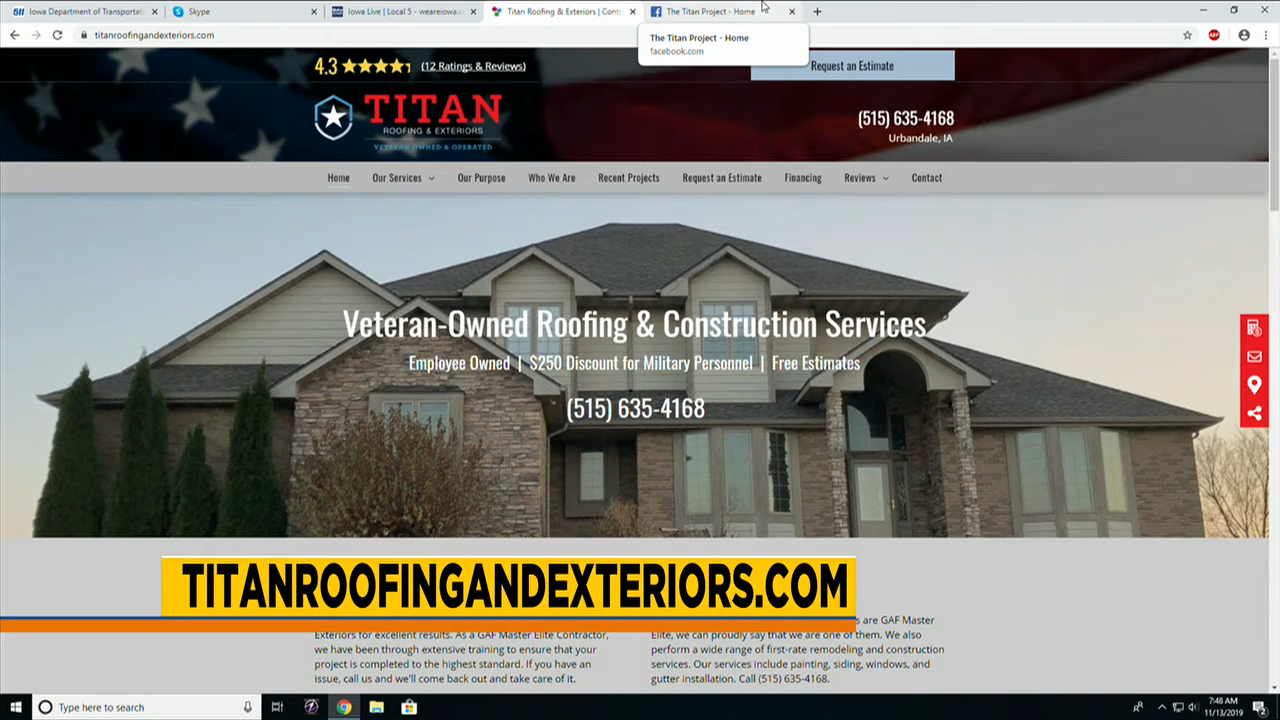 511 Iowa Department of Transportat
Skype
Iowa Live | Local 5 - weareiowa.c
Titan Roofing & Exteriors | Cont
The Titan Project - Home
titanroofingandexteriors.com
ABP
The Titan Project - Home
facebook.com
4.3
(12 Ratings & Reviews)
Request an Estimate
TITAN
ROOFING & EXTERIORS
VETERAN OWNED & OPERATED
(515) 635-4168
Urbandale, IA
Home
Our Services
Our Purpose
Who We Are
Recent Projects
Request an Estimate
Financing
Reviews
Contact
Veteran-Owned Roofing & Construction Services
Employee Owned | $250 Discount for Military Personnel | Free Estimates
(515) 635-4168
TITANROOFINGANDEXTERIORS.COM
Exteriors for excellent results. As a GAF Master Elite Contractor,
we have been through extensive training to ensure that your
project is completed to the highest standard. If you have an
issue, call us and we'll come back out and take care of it.
s are GAF Master
Elite, we can proudly say that we are one of them. We also
perform a wide range of first-rate remodeling and construction
services. Our services include painting, siding, windows, and
gutter installation. Call (515) 635-4168.
Type here to search
7:48 AM
11/13/2019
2